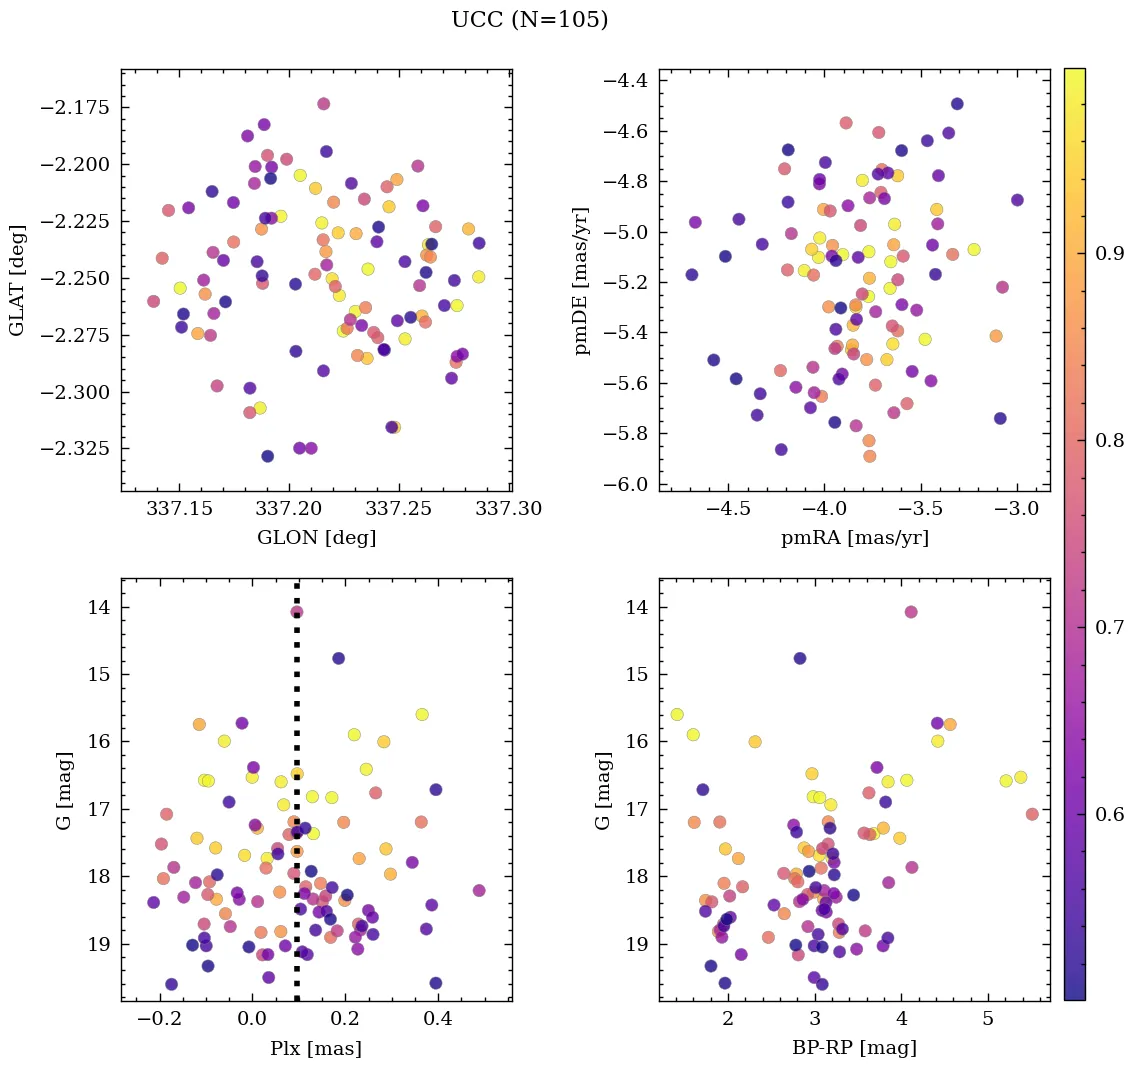 UCC (N=105)
−2.175
−2.200
−2.225
−2.250
−2.275
−2.300
−2.325
GLAT [deg]
337.15 337.20 337.25 337.30
GLON [deg]
−4.4
−4.6
−4.8
−5.0
−5.2
−5.4
−5.6
−5.8
−6.0
pmDE [mas/yr]
−4.5 −4.0 −3.5 −3.0
pmRA [mas/yr]
14
15
16
17
18
19
G [mag]
−0.2 0.0 0.2 0.4
Plx [mas]
14
15
16
17
18
19
G [mag]
2 3 4 5
BP-RP [mag]
0.9
0.8
0.7
0.6